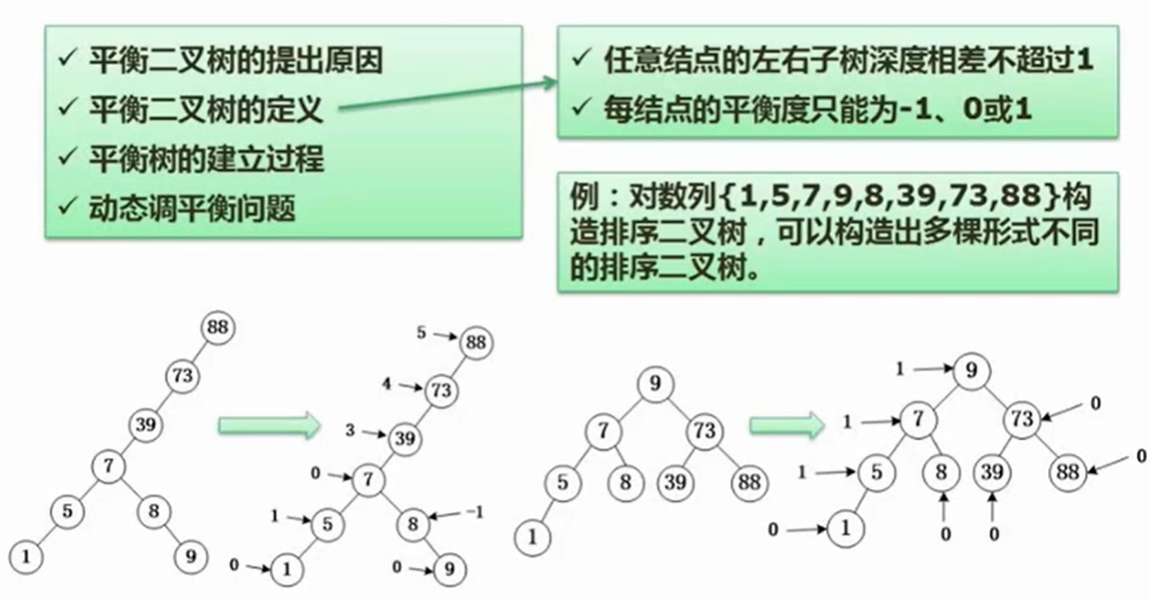 ✓ 平衡二叉树的提出原因
✓ 平衡二叉树的定义
✓ 平衡树的建立过程
✓ 动态调平衡问题
✓ 任意结点的左右子树深度相差不超过1
✓ 每结点的平衡度只能为-1、0或1
例：对数列{1,5,7,9,8,39,73,88}构
造排序二叉树，可以构造出多棵形式不同
的排序二叉树。
88
73
39
7
5 8
1 9
5 88
4 73
3 39
0 7
1 5 8 -1
0 1 0 9
9
7 73
5 8 39 88
1
1 9
1 7 73 0
1 5 8 39 88 0
0 1 0 0